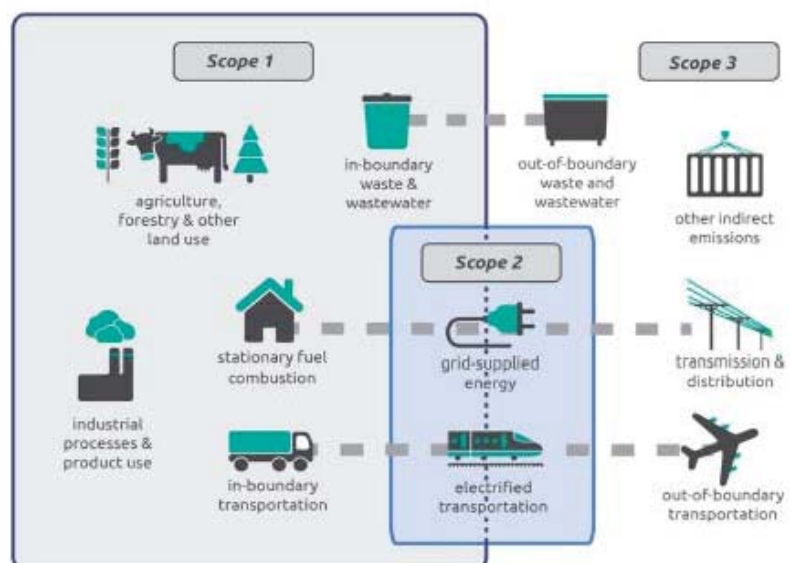 Scope 1
Scope 3
in-boundary
waste &
wastewater
out-of-boundary
waste and
wastewater
agriculture,
forestry & other
land use
other indirect
emissions
Scope 2
stationary fuel
combustion
grid-supplied
energy
transmission &
distribution
industrial
processes &
product use
in-boundary
transportation
electrified
transportation
out-of-boundary
transportation